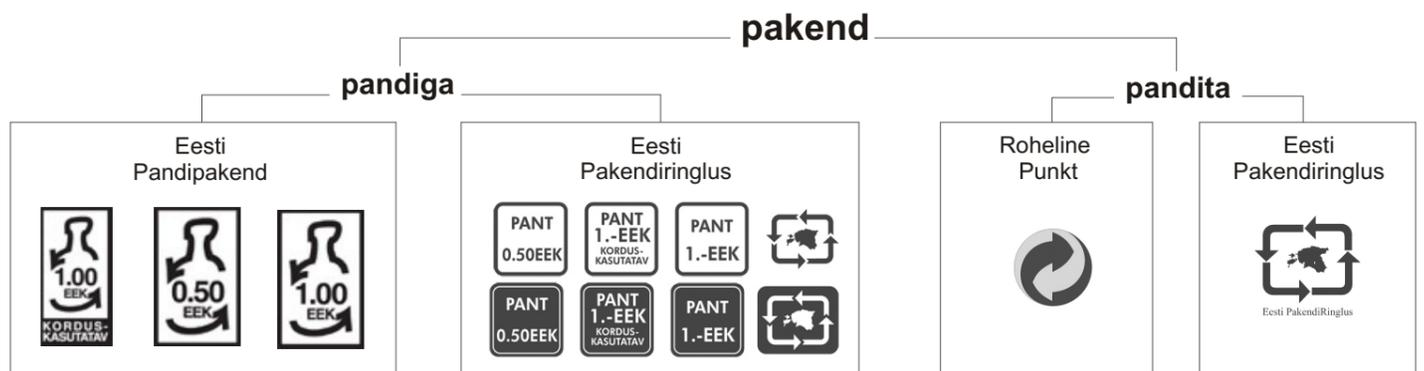 pakend
pandiga
pandita
Eesti
Pandipakend
1.00
EEK
KORDUS-
KASUTATAV
0.50
EEK
1.00
EEK
Eesti
Pakendiringlus
PANT
0.50EEK
PANT
1.-EEK
KORDUS-
KASUTATAV
PANT
1.-EEK
PANT
0.50EEK
PANT
1.-EEK
KORDUS-
KASUTATAV
PANT
1.-EEK
Roheline
Punkt
Eesti
Pakendiringlus
Eesti PakendiRinglus